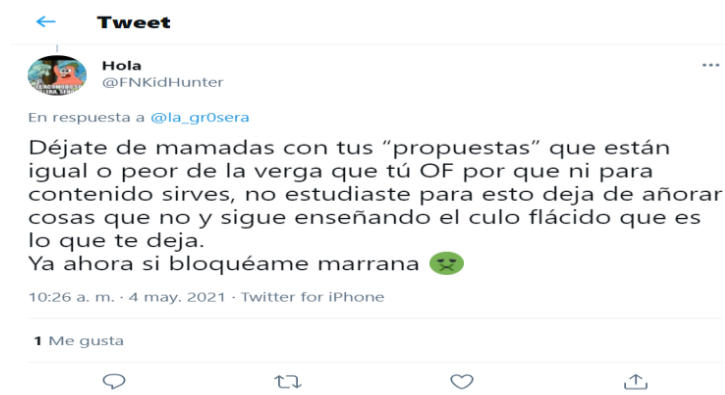 Tweet
Hola
@FNKidHunter
En respuesta a @la_gr0sera
Déjate de mamadas con tus “propuestas” que están
igual o peor de la verga que tú OF por que ni para
contenido sirves, no estudiaste para esto deja de añorar
cosas que no y sigue enseñando el culo flácido que es
lo que te deja.
Ya ahora si bloquéame marrana
10:26 a. m. · 4 may. 2021 · Twitter for iPhone
1 Me gusta